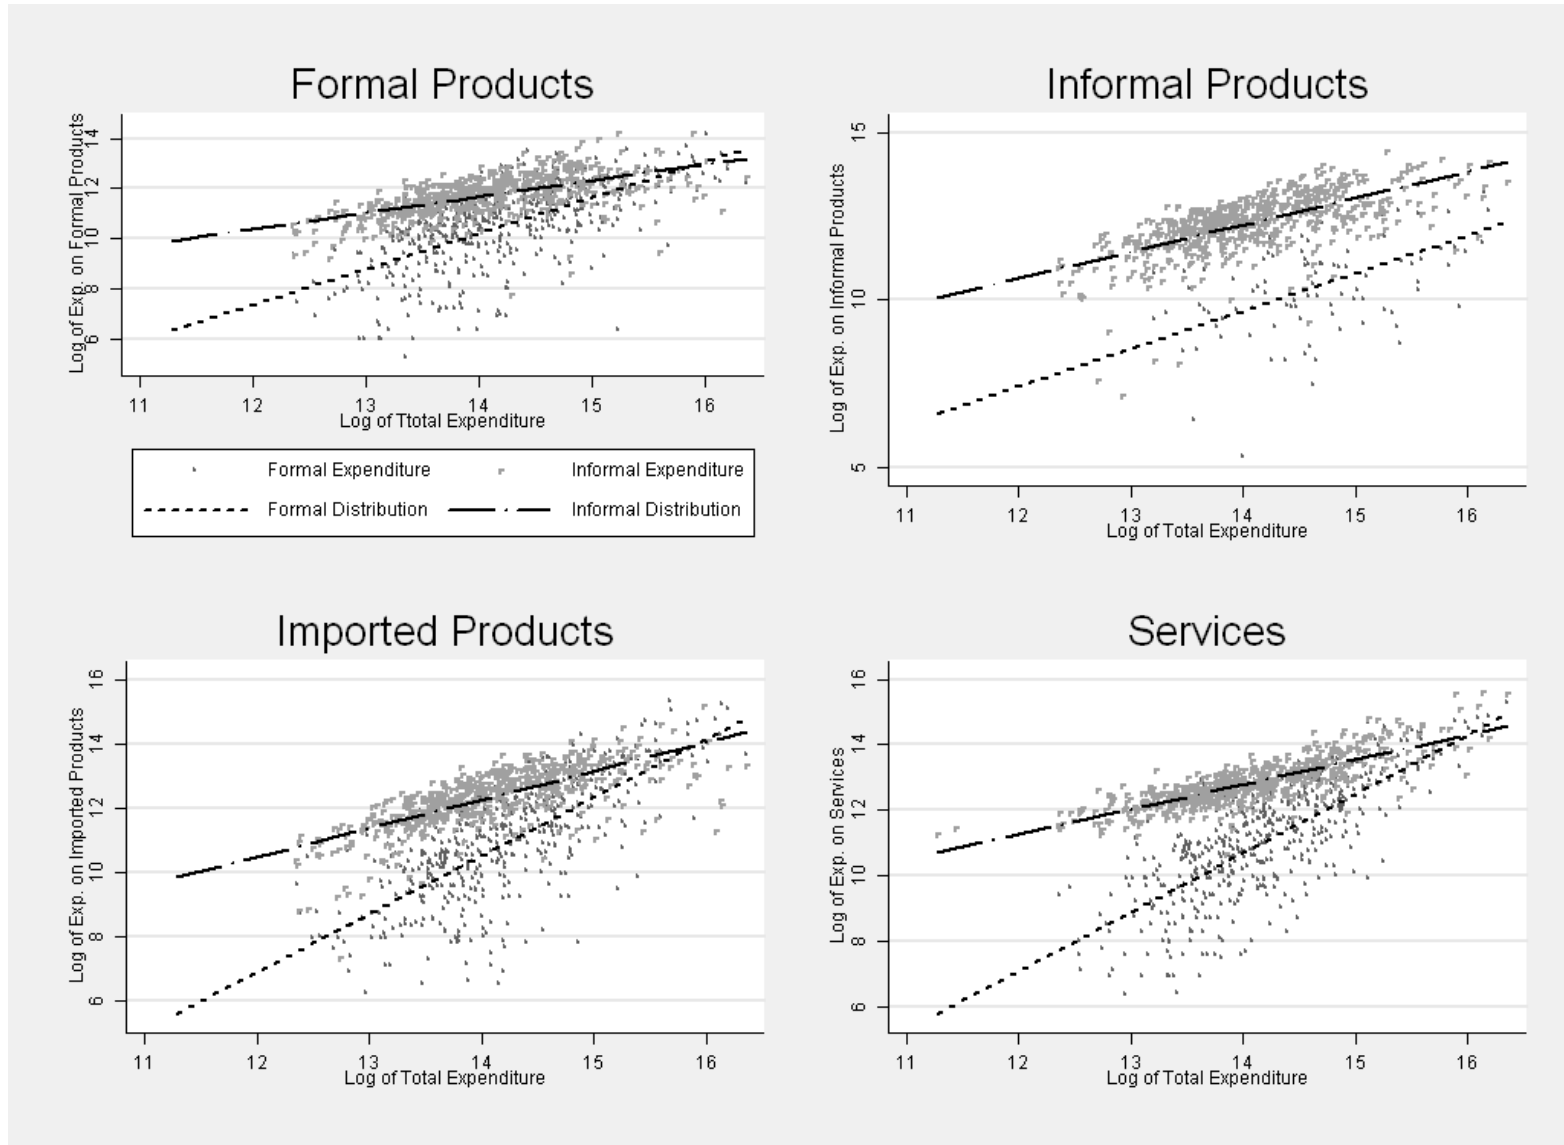 Formal Products
Log of Exp. on Formal Products
14
12
10
8
6
11 12 13 14 15 16
Log of Ttotal Expenditure
Formal Expenditure Informal Expenditure
Formal Distribution Informal Distribution
Informal Products
Log of Exp. on Informal Products
15
10
5
11 12 13 14 15 16
Log of Total Expenditure
Imported Products
Log of Exp. on Imported Products
16
14
12
10
8
6
11 12 13 14 15 16
Log of Total Expenditure
Services
Log of Exp. on Services
16
14
12
10
8
6
11 12 13 14 15 16
Log of Total Expenditure